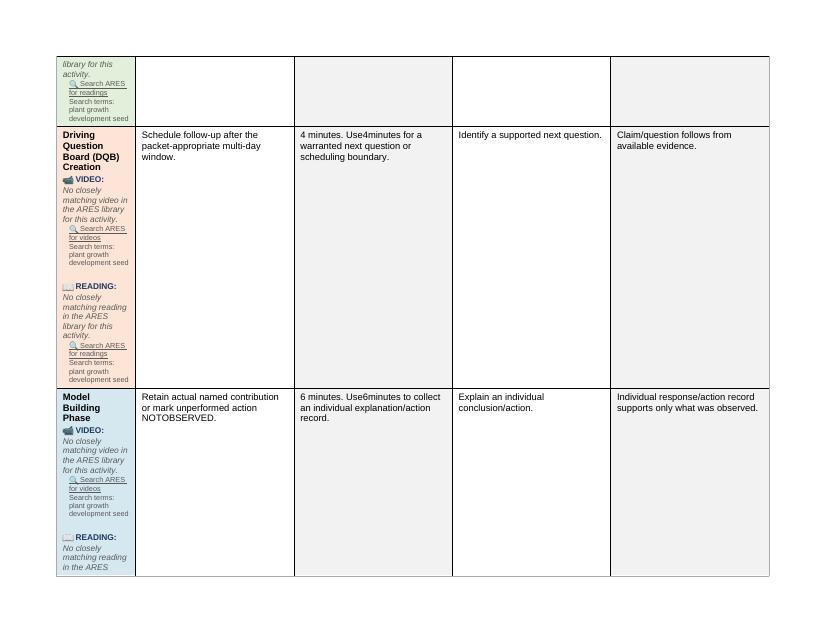 library for this
activity.
🔍 Search ARES
for readings
Search terms:
plant growth
development seed
Driving
Question
Board (DQB)
Creation
📹 VIDEO:
No closely
matching video in
the ARES library
for this activity.
🔍 Search ARES
for videos
Search terms:
plant growth
development seed
📖 READING:
No closely
matching reading
in the ARES
library for this
activity.
🔍 Search ARES
for readings
Search terms:
plant growth
development seed
Schedule follow-up after the
packet-appropriate multi-day
window.
4 minutes. Use4minutes for a
warranted next question or
scheduling boundary.
Identify a supported next question.
Claim/question follows from
available evidence.
Model
Building
Phase
📹 VIDEO:
No closely
matching video in
the ARES library
for this activity.
🔍 Search ARES
for videos
Search terms:
plant growth
development seed
📖 READING:
No closely
matching reading
in the ARES
Retain actual named contribution
or mark unperformed action
NOTOBSERVED.
6 minutes. Use6minutes to collect
an individual explanation/action
record.
Explain an individual
conclusion/action.
Individual response/action record
supports only what was observed.